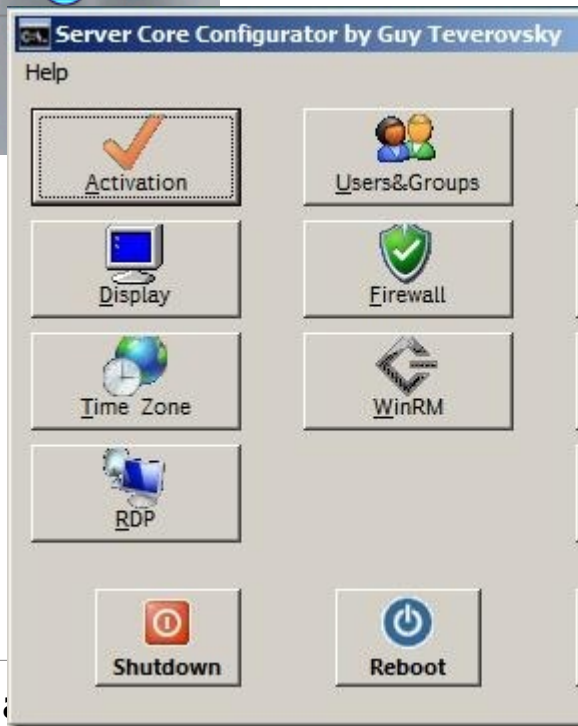 Server Core Configurator by Guy Teverovsky
Help
Activation
Users&Groups
Display
Firewall
Time Zone
WinRM
RDP
Shutdown
Reboot